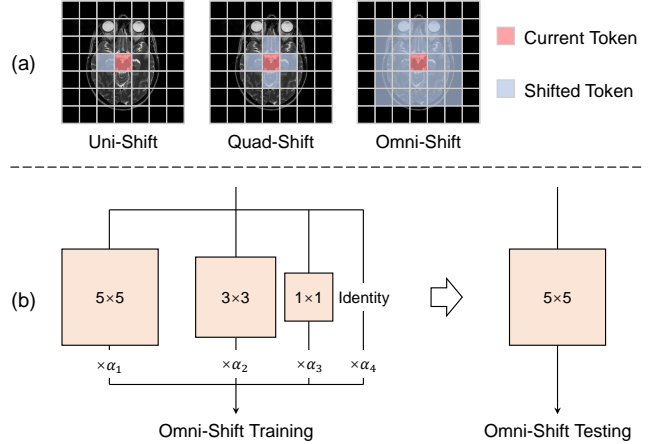 (a)
Uni-Shift
Quad-Shift
Omni-Shift
Current Token
Shifted Token
(b)
5×5
3×3
1×1
Identity
×α₁
×α₂
×α₃
×α₄
Omni-Shift Training
5×5
Omni-Shift Testing